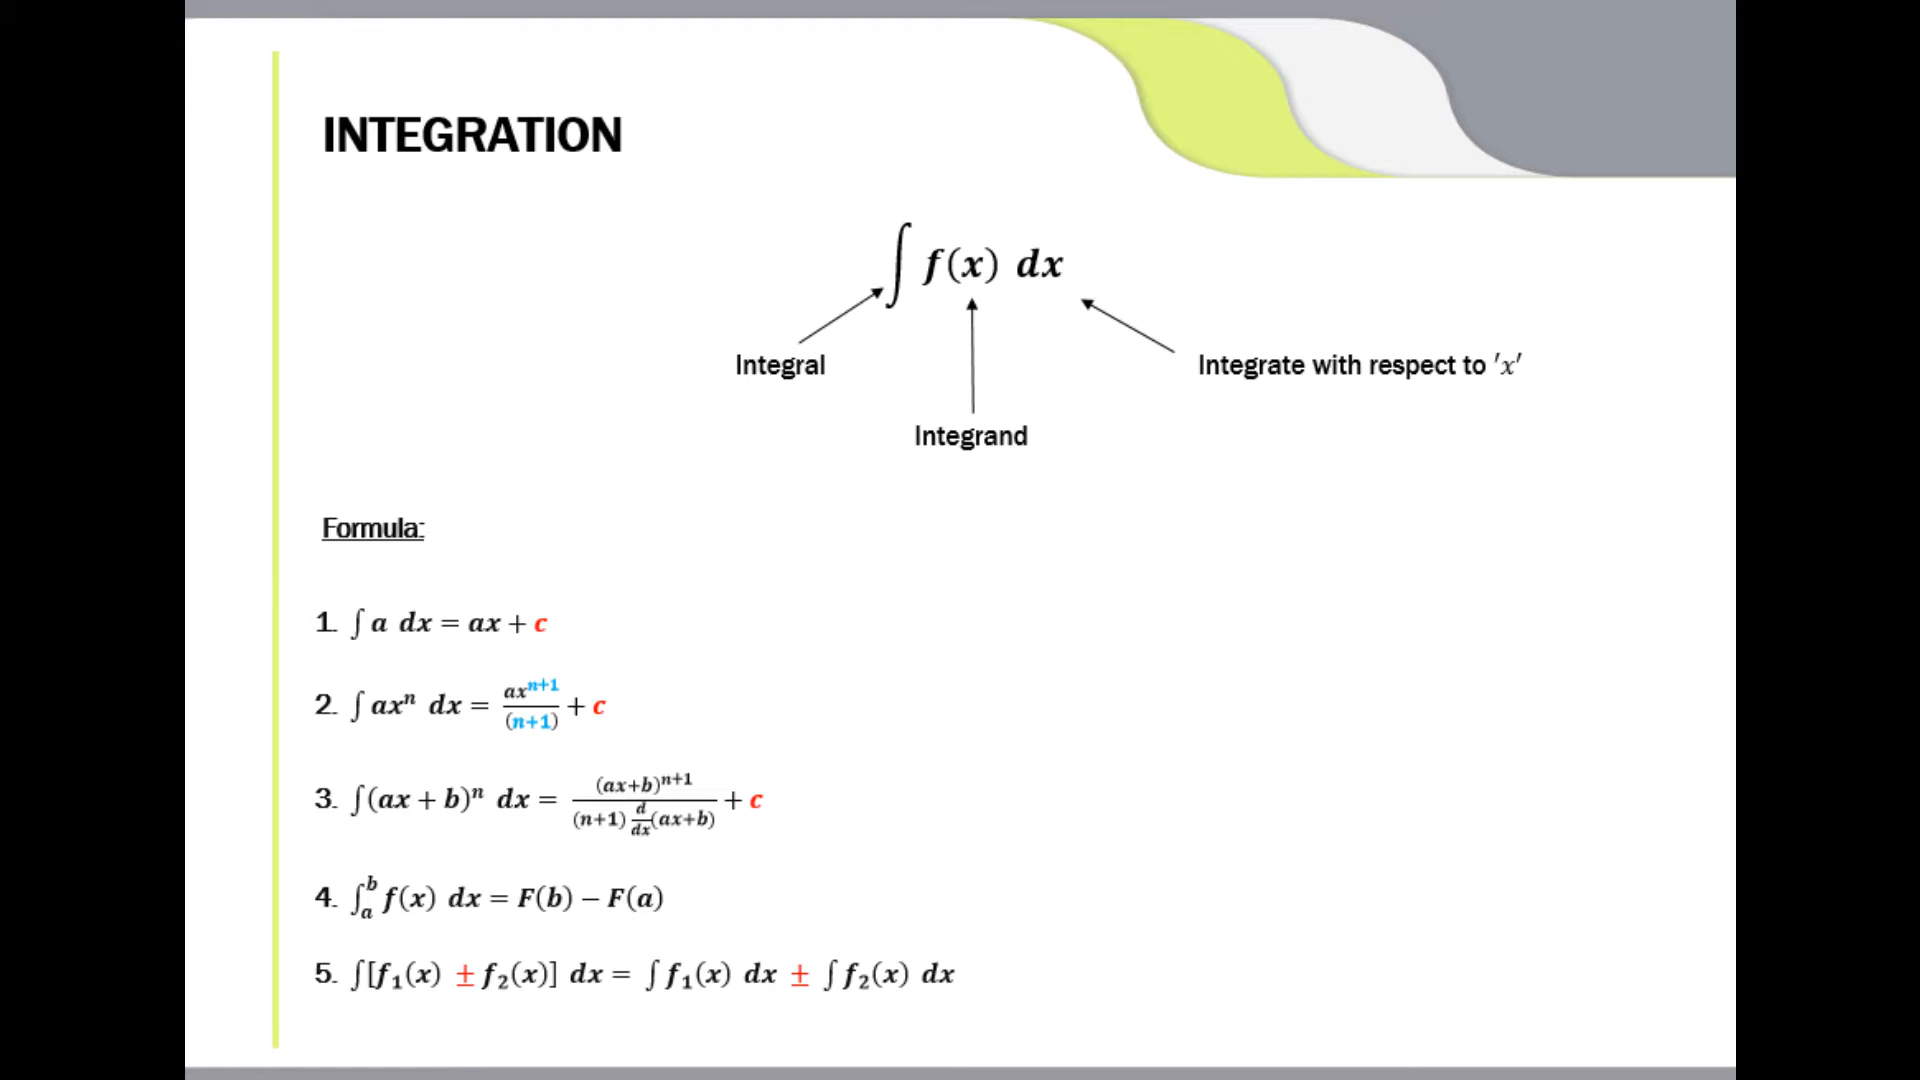 INTEGRATION
∫ f(x) dx
Integral
Integrate with respect to ′x′
Integrand
Formula:
1. ∫ a dx = ax + c
2. ∫ axⁿ dx = axⁿ⁺¹/(n+1) + c
3. ∫(ax + b)ⁿ dx = (ax+b)ⁿ⁺¹/((n+1) d/dx(ax+b)) + c
4. ∫ₐᵇ f(x) dx = F(b) − F(a)
5. ∫[f₁(x) ± f₂(x)] dx = ∫ f₁(x) dx ± ∫ f₂(x) dx